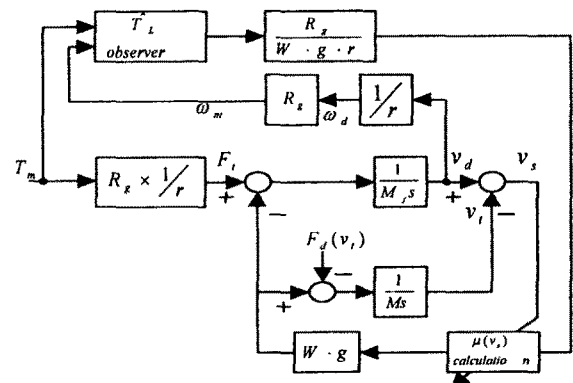 T̂_L
observer
R_g
W · g · r
R_g
1/r
ω_m
ω_d
T_m
R_g × 1/r
F_t
+
−
1
M_r s
v_d
v_s
+
−
v_t
F_d(v_t)
−
+
1
Ms
W · g
μ(v_s)
calculatio n